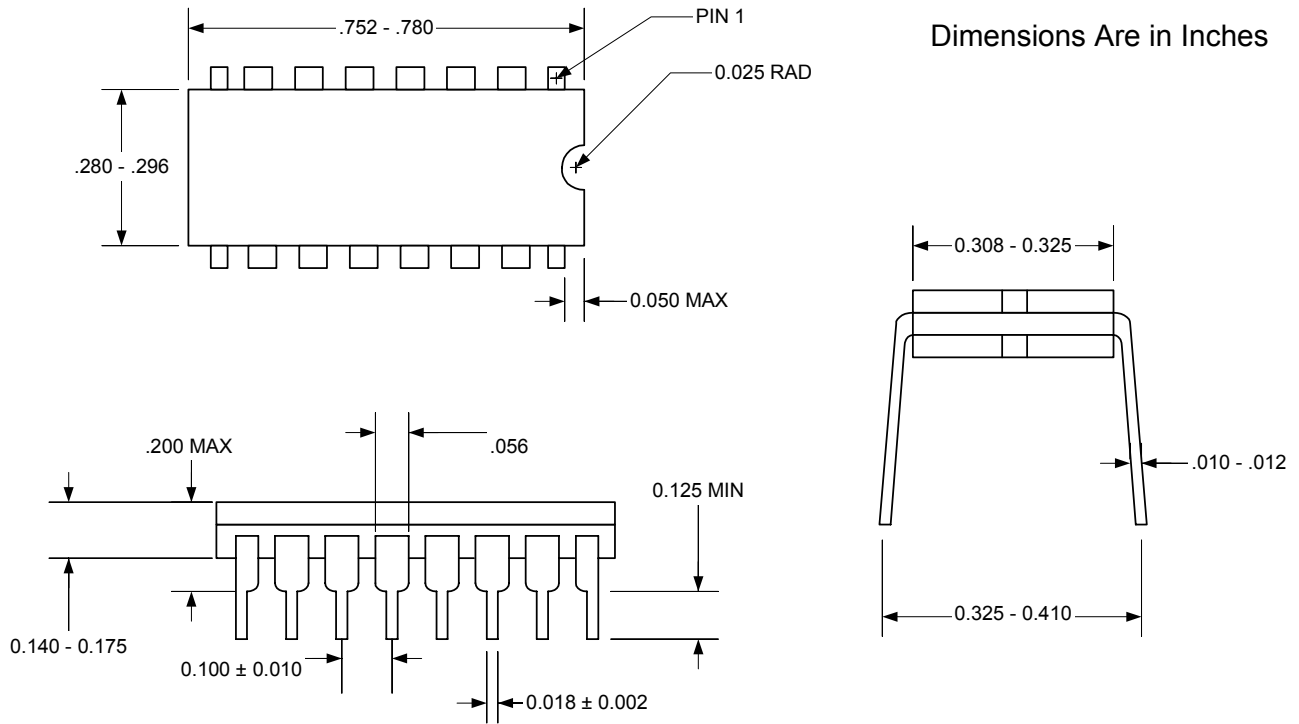 .752 - .780
PIN 1
Dimensions Are in Inches
0.025 RAD
.280 - .296
0.050 MAX
0.308 - 0.325
.200 MAX
.056
0.125 MIN
.010 - .012
0.140 - 0.175
0.100 ± 0.010
0.018 ± 0.002
0.325 - 0.410